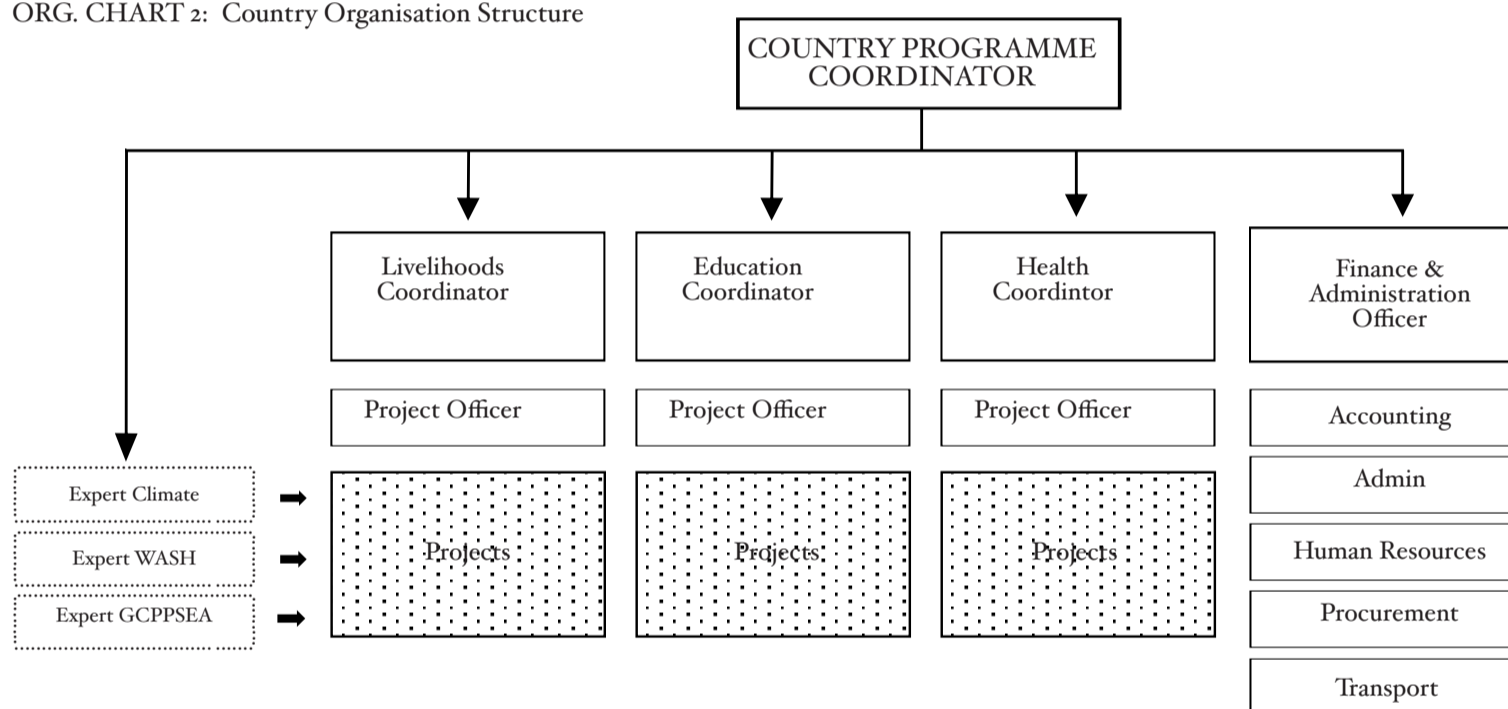 ORG. CHART 2: Country Organisation Structure
COUNTRY PROGRAMME
COORDINATOR
Livelihoods
Coordinator
Education
Coordinator
Health
Coordintor
Finance &
Administration
Officer
Project Officer
Project Officer
Project Officer
Accounting
Expert Climate
Expert WASH
Expert GCPPSEA
Projects
Projects
Projects
Admin
Human Resources
Procurement
Transport